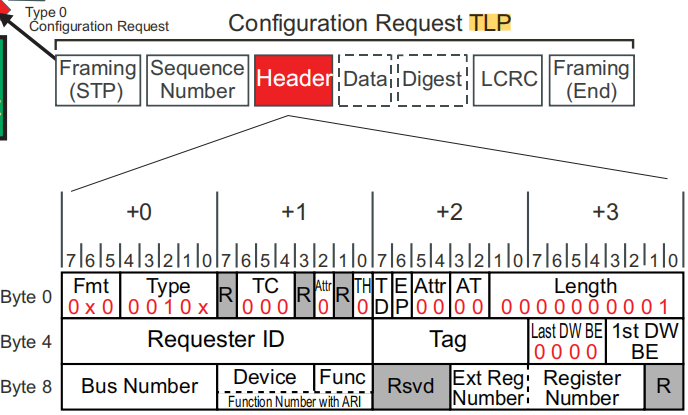 Type 0
Configuration Request
Configuration Request TLP
Framing (STP) Sequence Number Header Data Digest LCRC Framing (End)
+0 +1 +2 +3
7 6 5 4 3 2 1 0 7 6 5 4 3 2 1 0 7 6 5 4 3 2 1 0 7 6 5 4 3 2 1 0
Byte 0 Fmt 0 x 0 Type 0 0 1 0 x R TC 0 0 0 R Attr 0 R TH 0 TD EP Attr 0 0 AT 0 0 Length 0 0 0 0 0 0 0 0 0 1
Byte 4 Requester ID Tag Last DW BE 0 0 0 0 1st DW BE
Byte 8 Bus Number Device Func Function Number with ARI Rsvd Ext Reg Number Register Number R